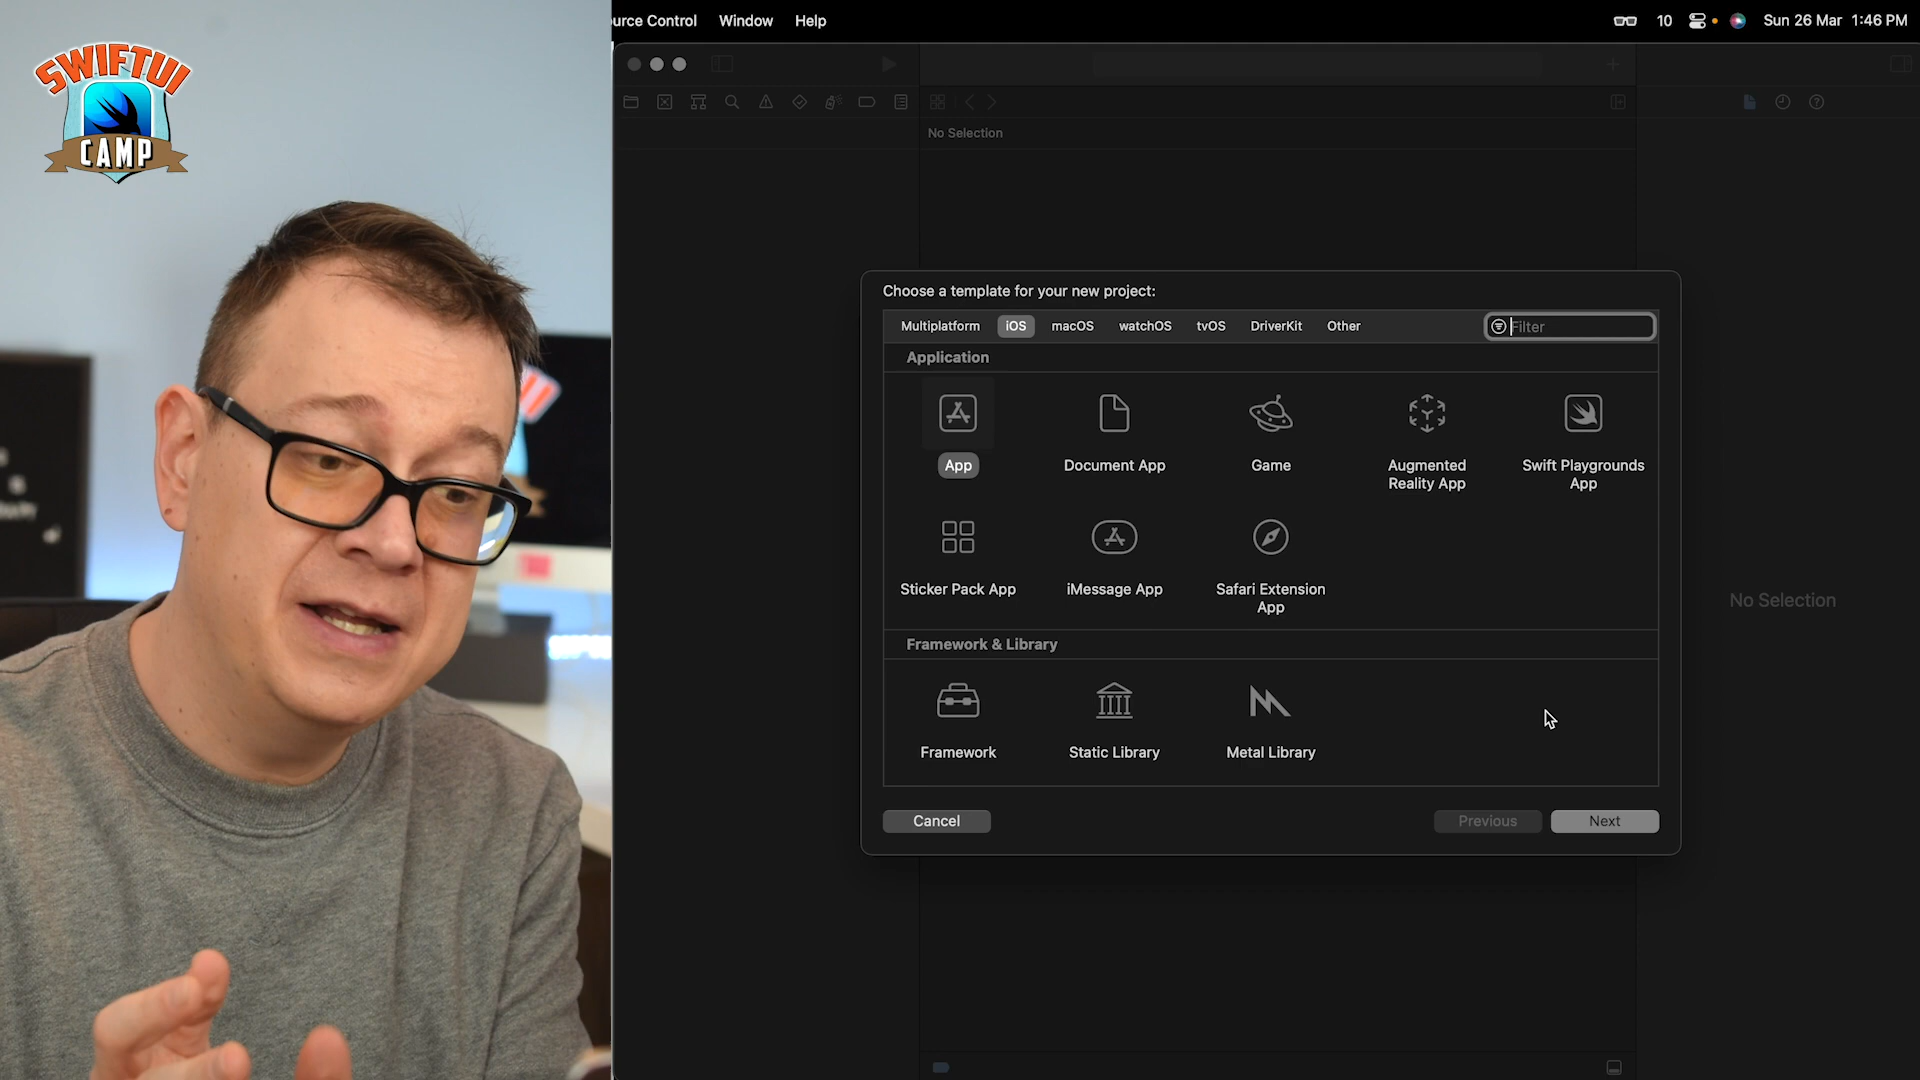 SWIFTUI
CAMP
urce Control Window Help
10 Sun 26 Mar 1:46 PM
No Selection
Choose a template for your new project:
Multiplatform iOS macOS watchOS tvOS DriverKit Other Filter
Application
App
Document App
Game
Augmented
Reality App
Swift Playgrounds
App
Sticker Pack App
iMessage App
Safari Extension
App
No Selection
Framework & Library
Framework
Static Library
Metal Library
Cancel
Previous
Next